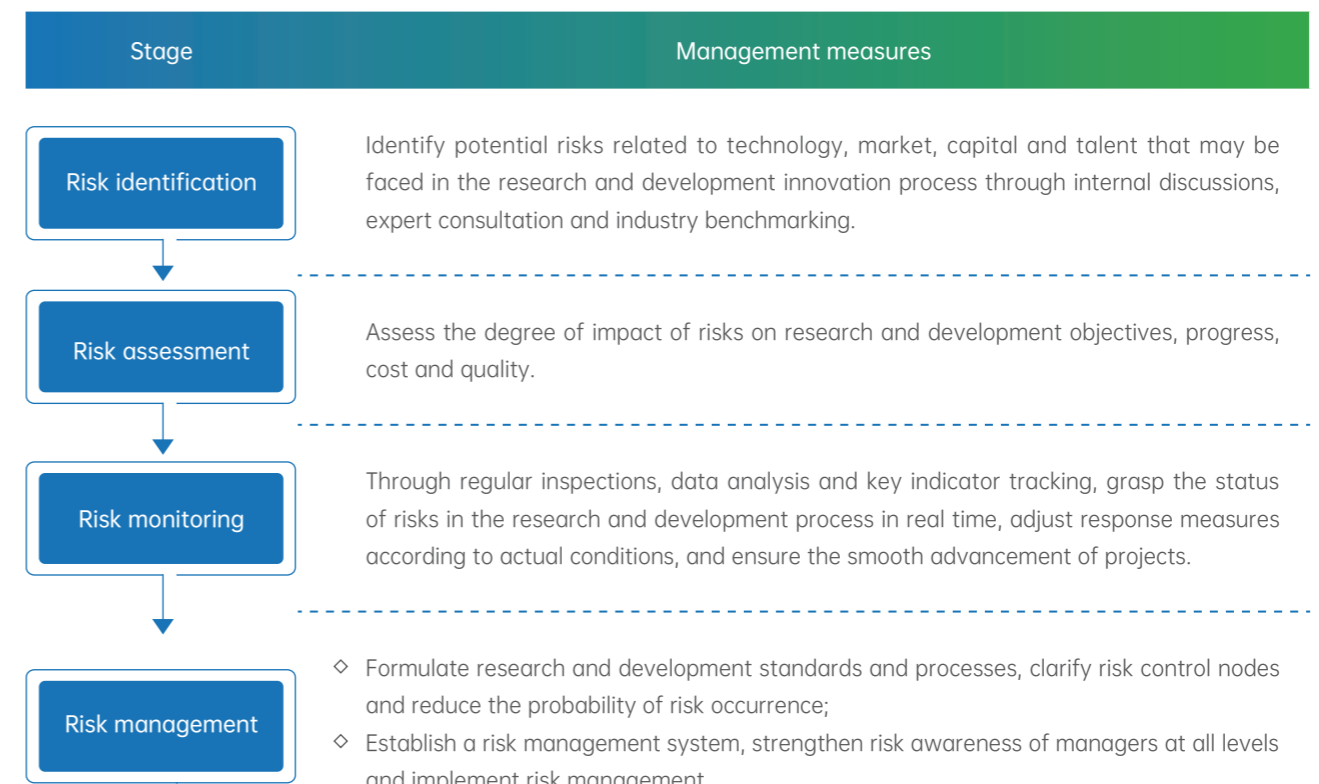 Stage
Management measures
Risk identification
Identify potential risks related to technology, market, capital and talent that may be
faced in the research and development innovation process through internal discussions,
expert consultation and industry benchmarking.
Risk assessment
Assess the degree of impact of risks on research and development objectives, progress,
cost and quality.
Risk monitoring
Through regular inspections, data analysis and key indicator tracking, grasp the status
of risks in the research and development process in real time, adjust response measures
according to actual conditions, and ensure the smooth advancement of projects.
Risk management
◇ Formulate research and development standards and processes, clarify risk control nodes
and reduce the probability of risk occurrence;
◇ Establish a risk management system, strengthen risk awareness of managers at all levels
and implement risk management